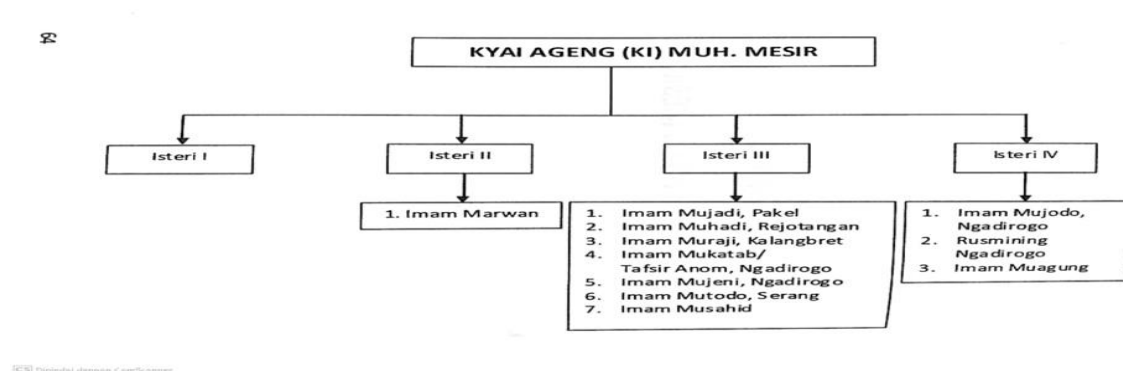 64
KYAI AGENG (KI) MUH. MESIR
Isteri I
Isteri II
Isteri III
Isteri IV
1. Imam Marwan
1. Imam Mujadi, Pakel
2. Imam Muhadi, Rejotangan
3. Imam Muraji, Kalangbret
4. Imam Mukatab/
Tafsir Anom, Ngadirogo
5. Imam Mujeni, Ngadirogo
6. Imam Mutodo, Serang
7. Imam Musahid
1. Imam Mujodo,
Ngadirogo
2. Rusmining
Ngadirogo
3. Imam Muagung